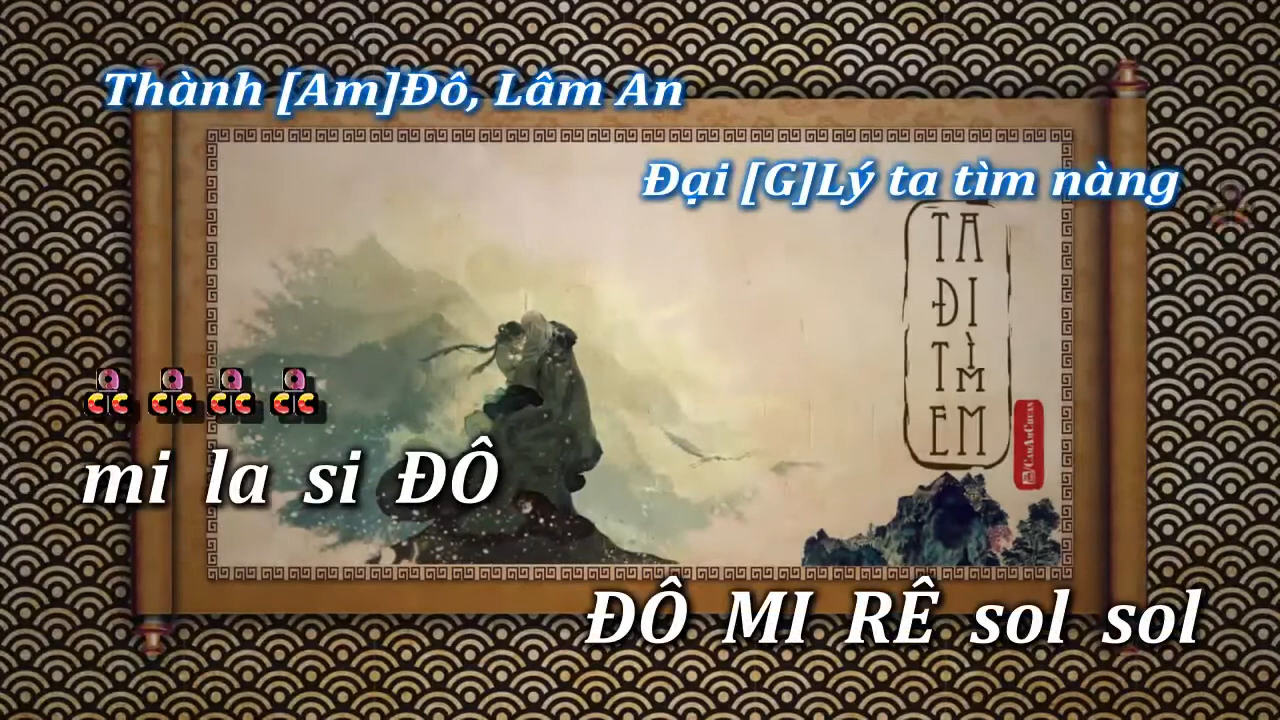 Thành [Am]Đô, Lâm An
Đại [G]Lý ta tìm nàng
TA
ĐI
TÌM
EM
/CamAmChuan
mi la si ĐÔ
ĐÔ MI RÊ sol sol